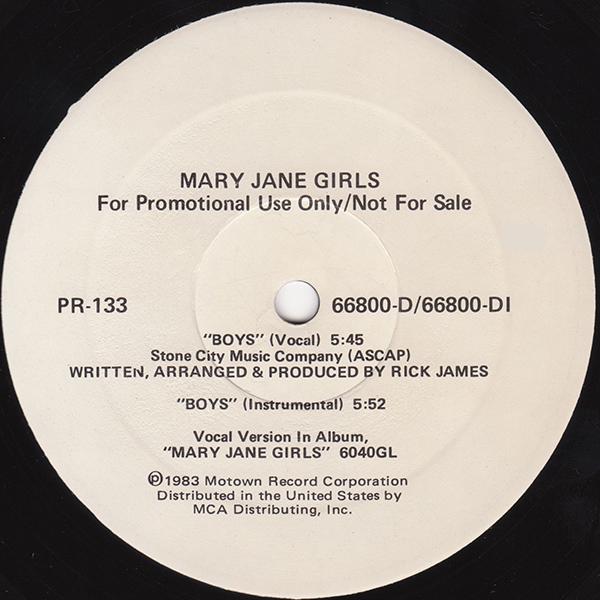 MARY JANE GIRLS
For Promotional Use Only/Not For Sale
PR-133 66800-D/66800-DI
"BOYS" (Vocal) 5:45
Stone City Music Company (ASCAP)
WRITTEN, ARRANGED & PRODUCED BY RICK JAMES
"BOYS" (Instrumental) 5:52
Vocal Version In Album,
"MARY JANE GIRLS" 6040GL
℗1983 Motown Record Corporation
Distributed in the United States by
MCA Distributing, Inc.